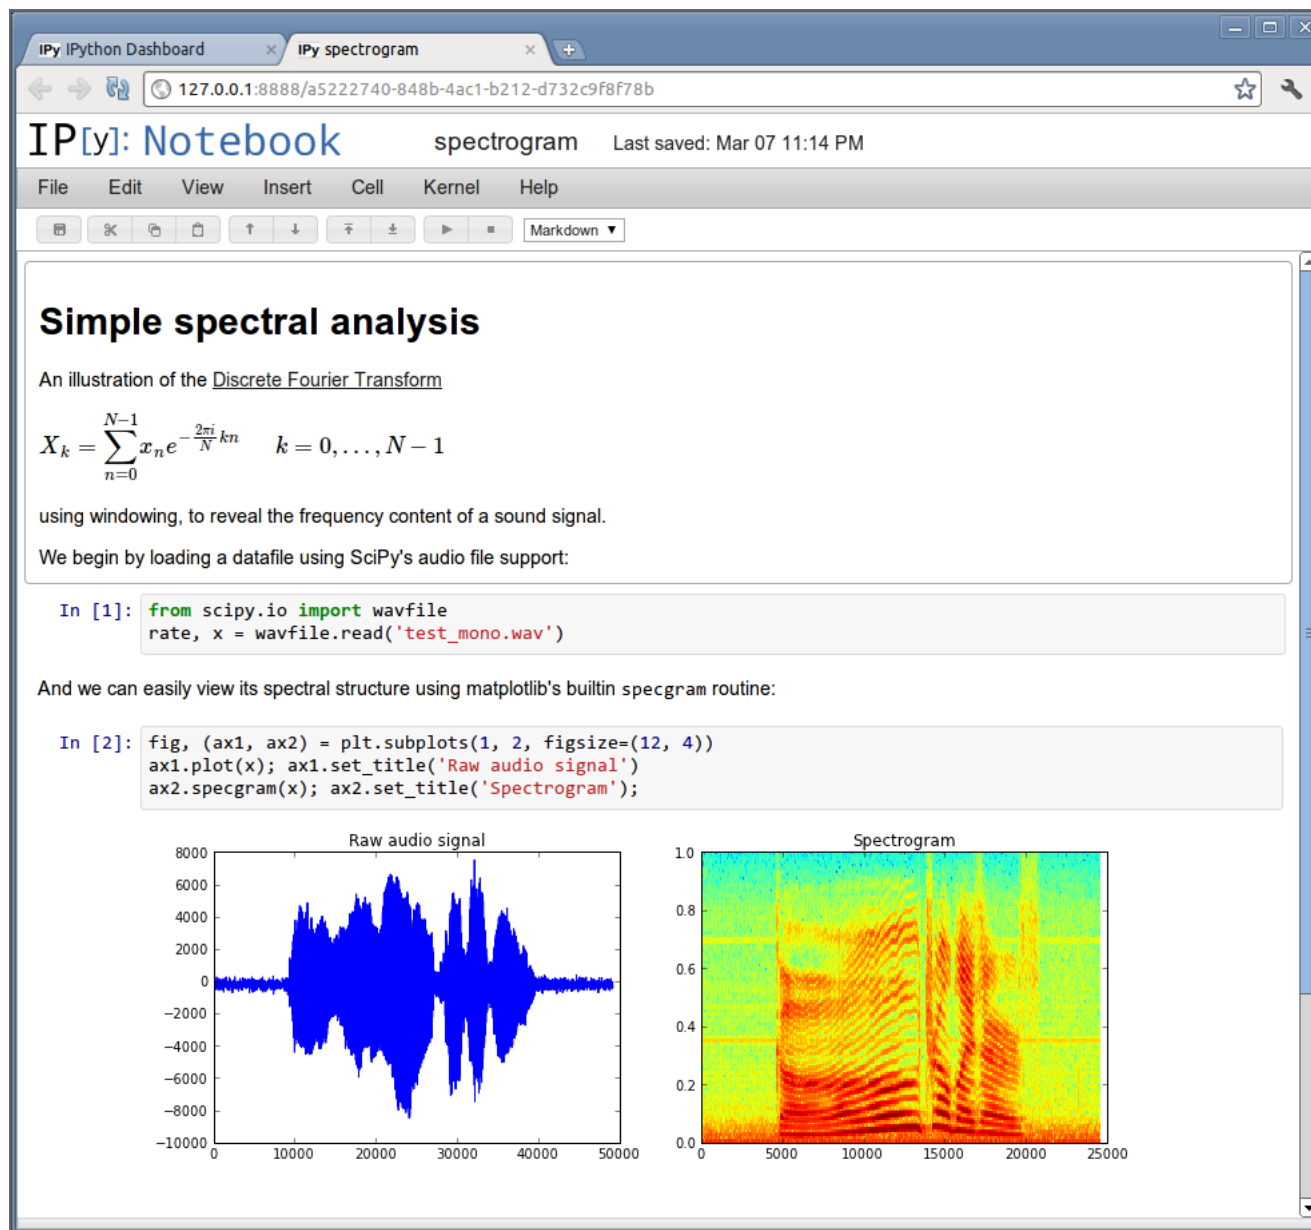 IPy IPython Dashboard
IPy spectrogram
127.0.0.1:8888/a5222740-848b-4ac1-b212-d732c9f8f78b
IP[y]: Notebook spectrogram Last saved: Mar 07 11:14 PM
File Edit View Insert Cell Kernel Help
Markdown
Simple spectral analysis
An illustration of the Discrete Fourier Transform
X_k = \sum_{n=0}^{N-1} x_n e^{-\frac{2\pi i}{N} kn} k = 0, ..., N − 1
using windowing, to reveal the frequency content of a sound signal.
We begin by loading a datafile using SciPy's audio file support:
In [1]: from scipy.io import wavfile
rate, x = wavfile.read('test_mono.wav')
And we can easily view its spectral structure using matplotlib's builtin specgram routine:
In [2]: fig, (ax1, ax2) = plt.subplots(1, 2, figsize=(12, 4))
ax1.plot(x); ax1.set_title('Raw audio signal')
ax2.specgram(x); ax2.set_title('Spectrogram');
Raw audio signal
8000
6000
4000
2000
0
−2000
−4000
−6000
−8000
−10000
0 10000 20000 30000 40000 50000
Spectrogram
1.0
0.8
0.6
0.4
0.2
0.0
0 5000 10000 15000 20000 25000